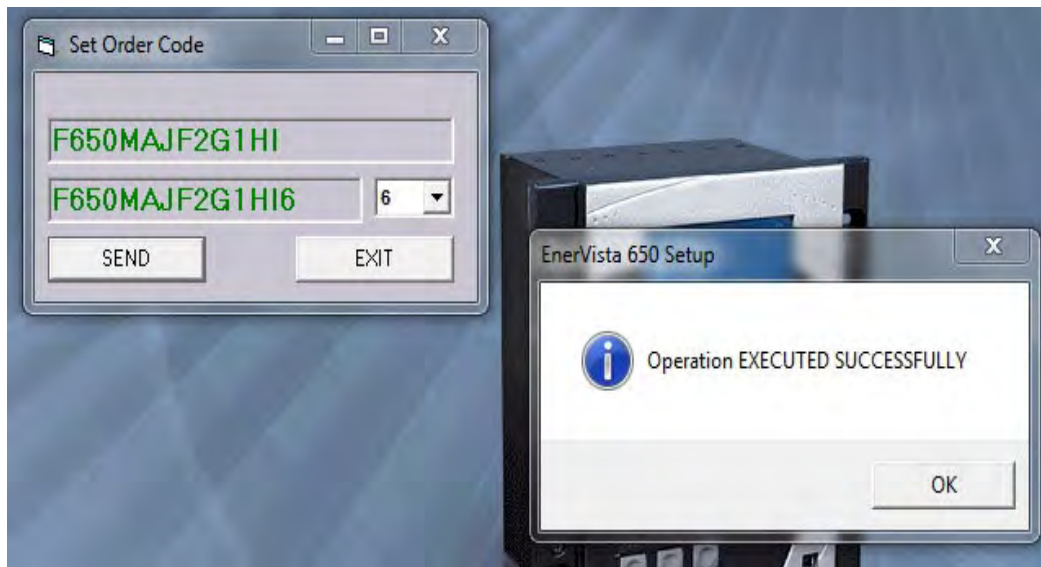 Set Order Code
F650MAJF2G1HI
F650MAJF2G1HI6
6
SEND
EXIT
EnerVista 650 Setup
Operation EXECUTED SUCCESSFULLY
OK